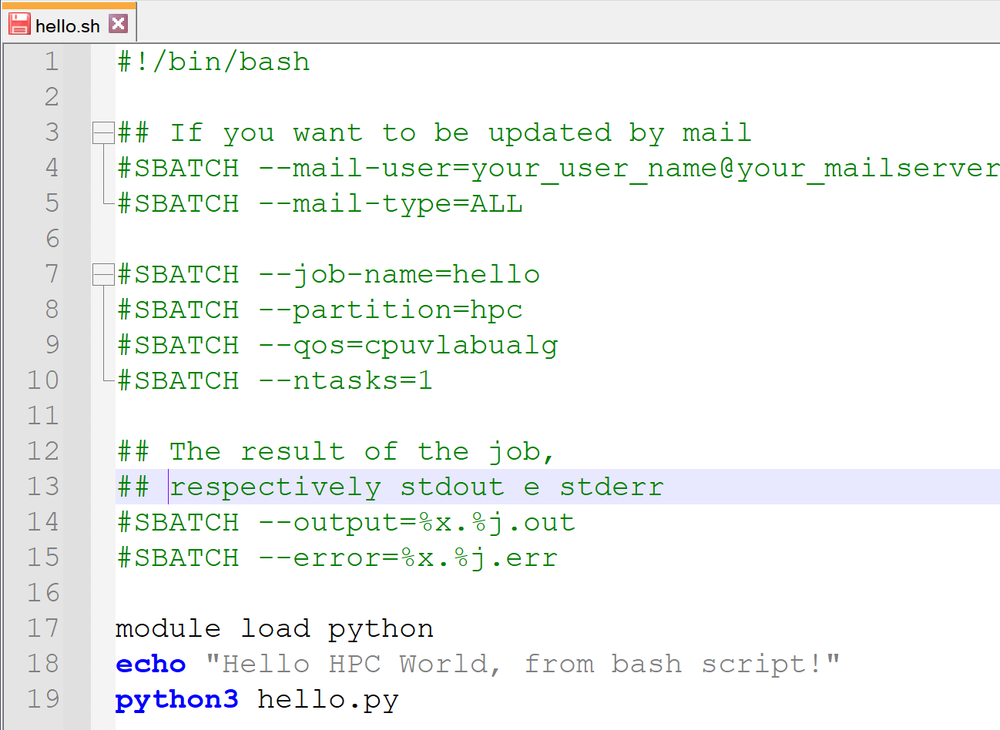 hello.sh
1 #!/bin/bash
2
3 ## If you want to be updated by mail
4 #SBATCH --mail-user=your_user_name@your_mailserver
5 #SBATCH --mail-type=ALL
6
7 #SBATCH --job-name=hello
8 #SBATCH --partition=hpc
9 #SBATCH --qos=cpuvlabualg
10 #SBATCH --ntasks=1
11
12 ## The result of the job,
13 ## respectively stdout e stderr
14 #SBATCH --output=%x.%j.out
15 #SBATCH --error=%x.%j.err
16
17 module load python
18 echo "Hello HPC World, from bash script!"
19 python3 hello.py